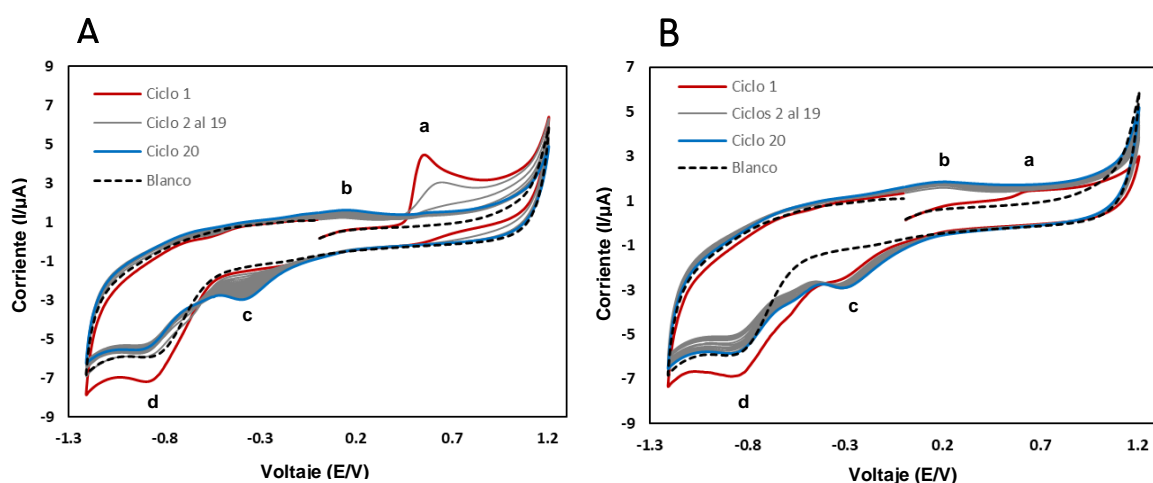 A
9
7
5
3
1
-1
-3
-5
-7
-9
Corriente (I/µA)
Ciclo 1
Ciclo 2 al 19
Ciclo 20
Blanco
a
b
c
d
-1.3
-0.8
-0.3
0.2
0.7
1.2
Voltaje (E/V)
B
7
5
3
1
-1
-3
-5
-7
-9
Corriente (I/µA)
Ciclo 1
Ciclos 2 al 19
Ciclo 20
Blanco
b
a
c
d
-1.3
-0.8
-0.3
0.2
0.7
1.2
Voltaje (E/V)